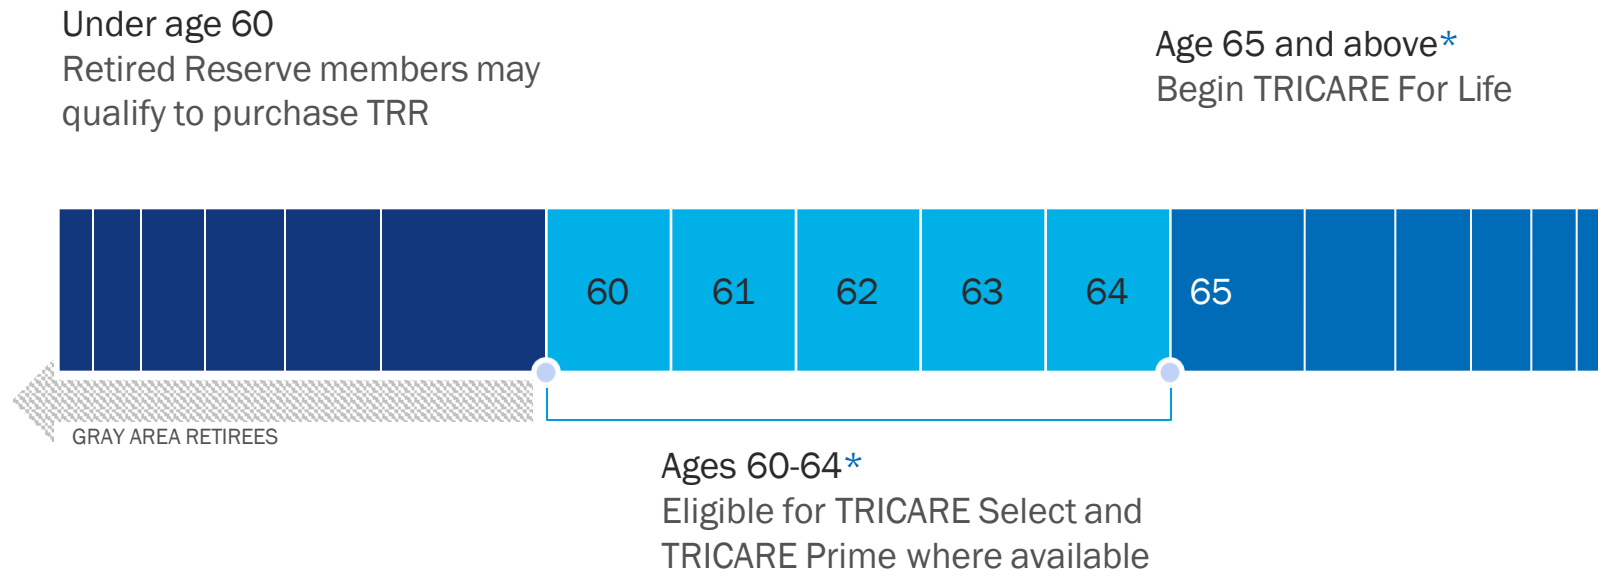 Under age 60
Retired Reserve members may
qualify to purchase TRR
Age 65 and above*
Begin TRICARE For Life
60
61
62
63
64
65
GRAY AREA RETIREES
Ages 60-64*
Eligible for TRICARE Select and
TRICARE Prime where available